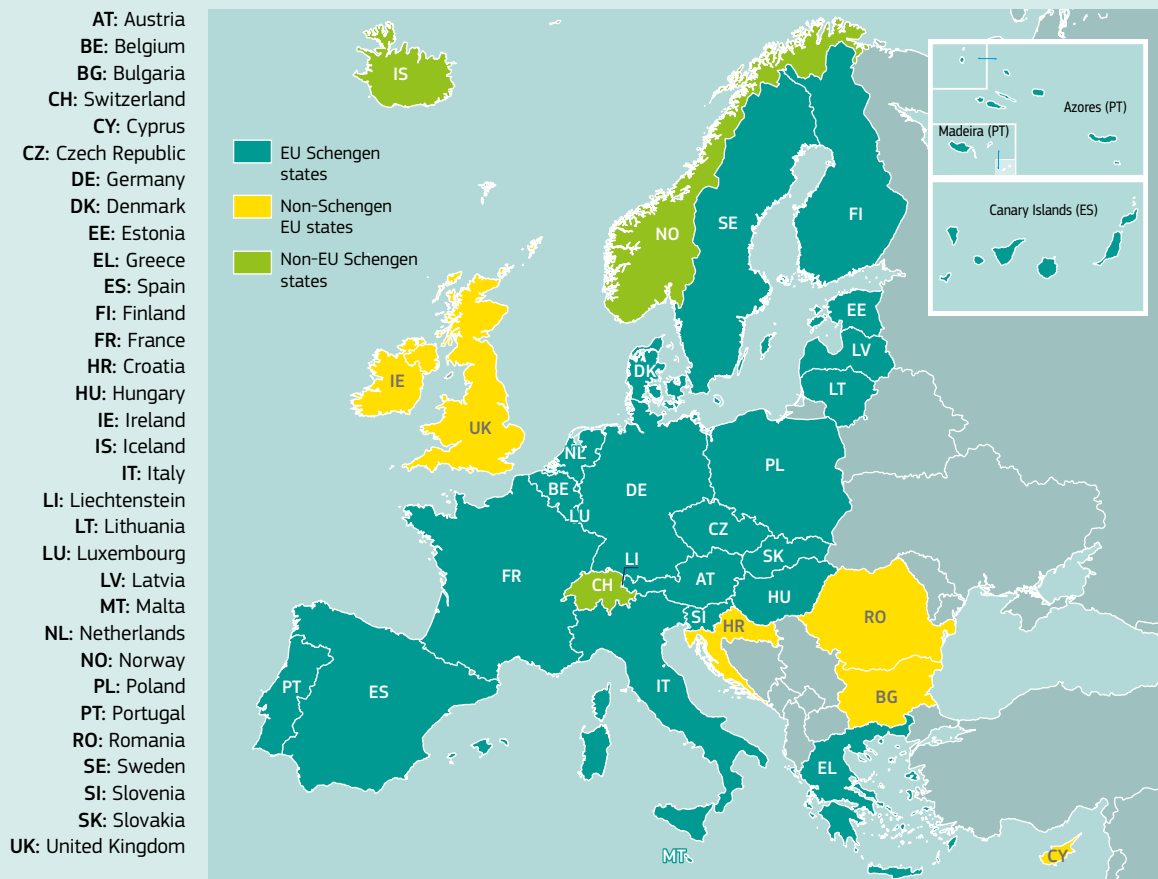 AT: Austria
BE: Belgium
BG: Bulgaria
CH: Switzerland
CY: Cyprus
CZ: Czech Republic
DE: Germany
DK: Denmark
EE: Estonia
EL: Greece
ES: Spain
FI: Finland
FR: France
HR: Croatia
HU: Hungary
IE: Ireland
IS: Iceland
IT: Italy
LI: Liechtenstein
LT: Lithuania
LU: Luxembourg
LV: Latvia
MT: Malta
NL: Netherlands
NO: Norway
PL: Poland
PT: Portugal
RO: Romania
SE: Sweden
SI: Slovenia
SK: Slovakia
UK: United Kingdom
EU Schengen
states
Non-Schengen
EU states
Non-EU Schengen
states
Azores (PT)
Madeira (PT)
Canary Islands (ES)
IS
NO
SE
FI
EE
LV
LT
DK
IE
UK
NL
BE
LU
DE
PL
CZ
SK
LI
CH
AT
HU
FR
SI
HR
RO
BG
PT
ES
IT
EL
MT
CY